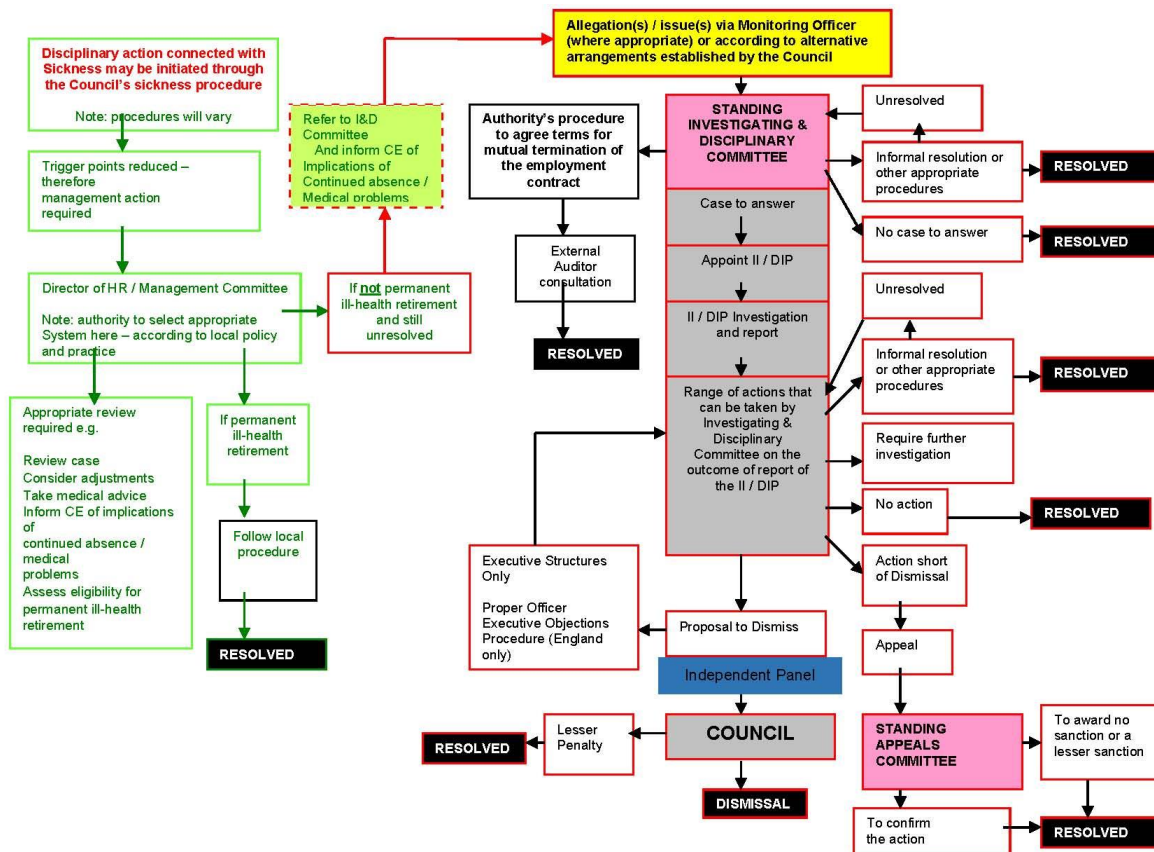 Disciplinary action connected with
Sickness may be initiated through
the Council's sickness procedure
Note: procedures will vary
Trigger points reduced –
therefore
management action
required
Director of HR / Management Committee
Note: authority to select appropriate
System here – according to local policy
and practice
Appropriate review
required e.g.
Review case
Consider adjustments
Take medical advice
Inform CE of implications
of
continued absence /
medical
problems
Assess eligibility for
permanent ill-health
retirement
If permanent
ill-health
retirement
Follow local
procedure
RESOLVED
If not permanent
ill-health retirement
and still
unresolved
Refer to I&D
Committee
And inform CE of
Implications of
Continued absence /
Medical problems
Allegation(s) / issue(s) via Monitoring Officer
(where appropriate) or according to alternative
arrangements established by the Council
Authority's procedure
to agree terms for
mutual termination
of the employment
contract
External
Auditor
consultation
RESOLVED
STANDING
INVESTIGATING &
DISCIPLINARY
COMMITTEE
Unresolved
Informal resolution or
other appropriate
procedures
RESOLVED
No case to answer
RESOLVED
Case to answer
Appoint II / DIP
II / DIP Investigation
and report
Range of actions that
can be taken by
Investigating &
Disciplinary
Committee on the
outcome of report of
the II / DIP
Unresolved
Informal resolution
or other appropriate
procedures
RESOLVED
Require further
investigation
No action
RESOLVED
Action short
of Dismissal
Appeal
STANDING
APPEALS
COMMITTEE
To award no
sanction or a
lesser sanction
To confirm
the action
RESOLVED
Executive Structures
Only
Proper Officer
Executive Objections
Procedure (England
only)
Proposal to Dismiss
Independent Panel
COUNCIL
Lesser
Penalty
RESOLVED
DISMISSAL